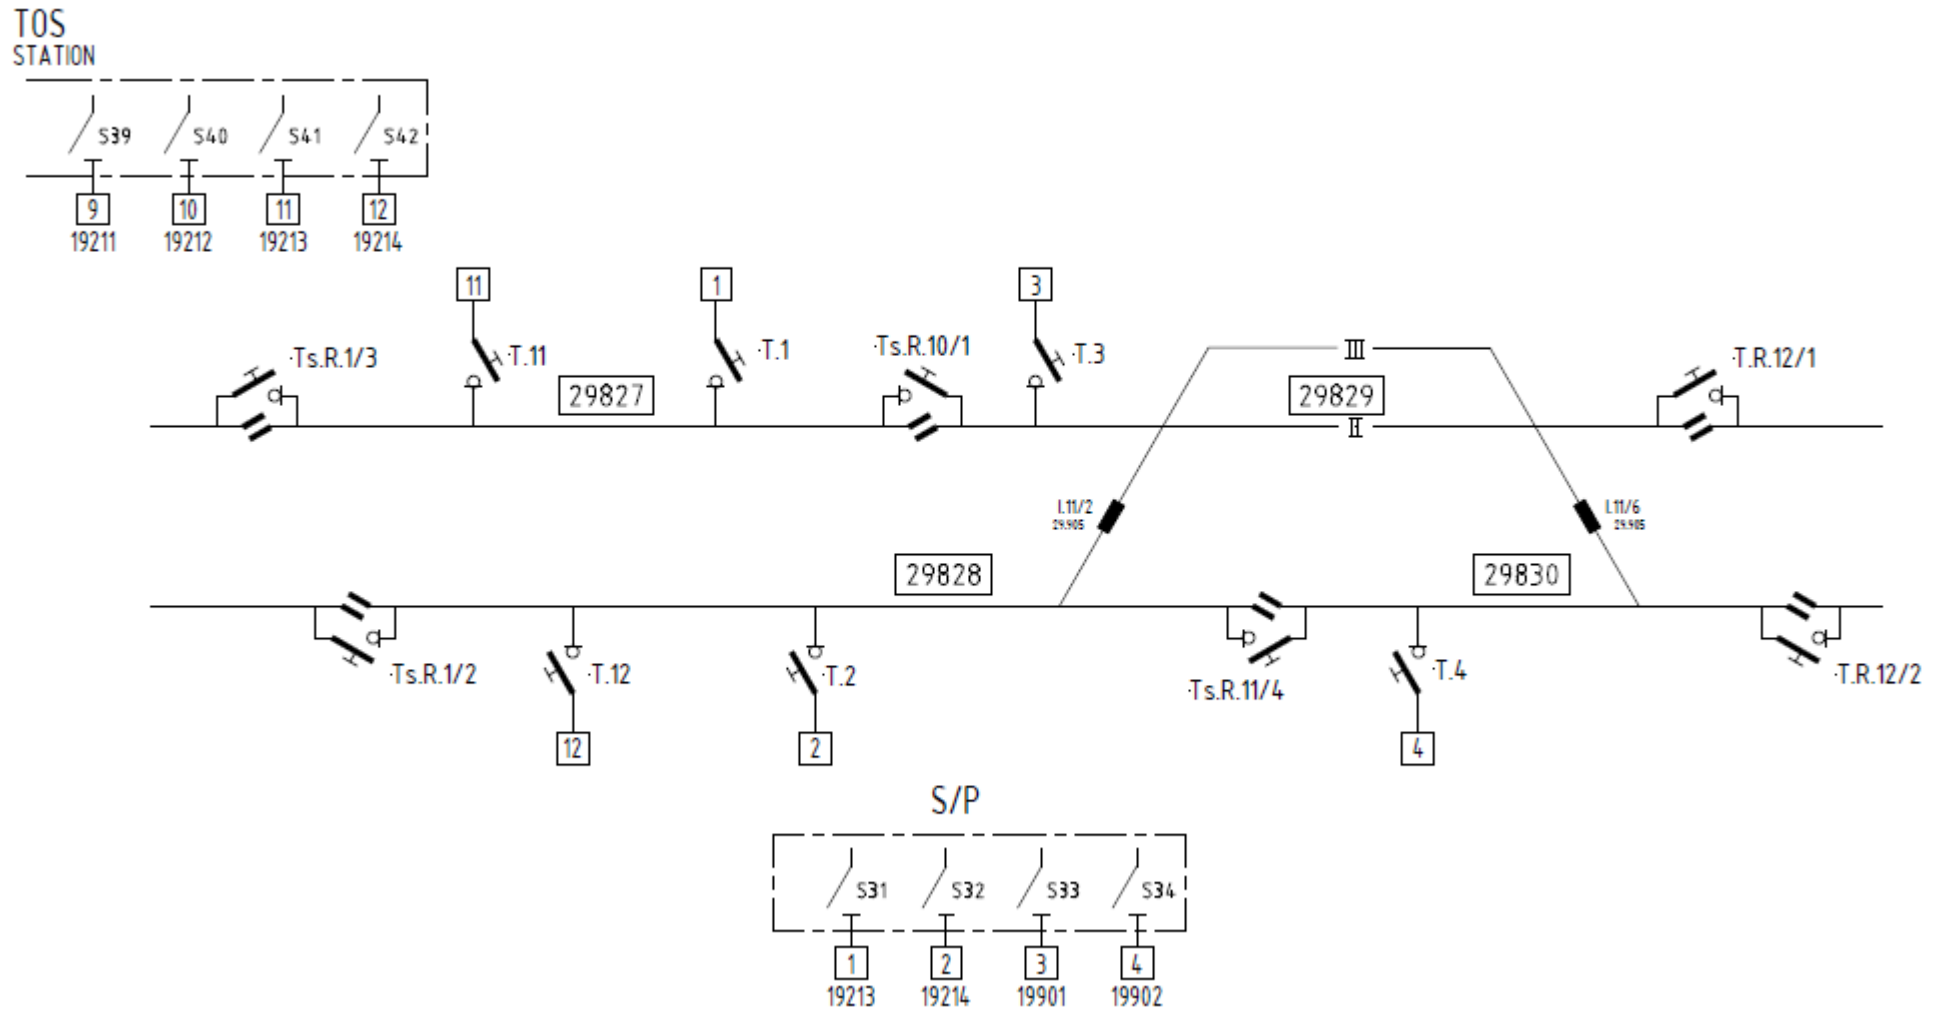 TOS
STATION
S39 S40 S41 S42
9 10 11 12
19211 19212 19213 19214
11 1 3
·Ts.R.1/3 ·T.11 ·T.1 ·Ts.R.10/1 ·T.3 III ·T.R.12/1
29827 29829
II
I.11/2 I.11/6
29.905 29.905
29828 29830
·Ts.R.1/2 ·T.12 ·T.2 ·Ts.R.11/4 ·T.4 ·T.R.12/2
12 2 4
S/P
S31 S32 S33 S34
1 2 3 4
19213 19214 19901 19902